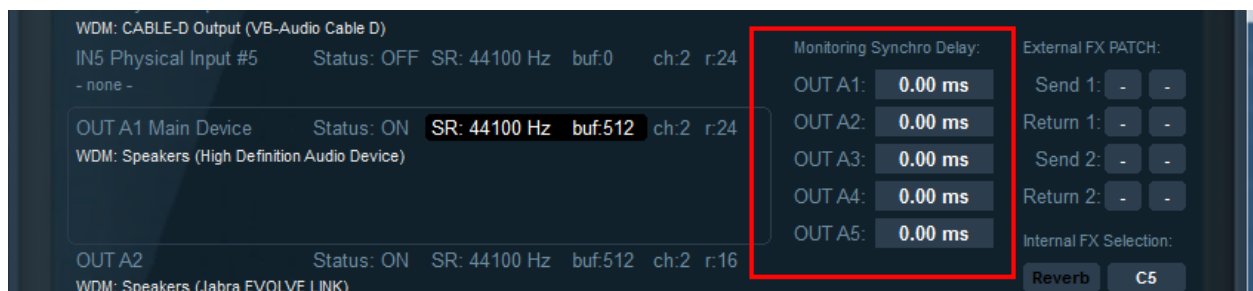 WDM: CABLE-D Output (VB-Audio Cable D)
IN5 Physical Input #5 Status: OFF SR: 44100 Hz buf:0 ch:2 r:24
- none -
OUT A1 Main Device Status: ON SR: 44100 Hz buf:512 ch:2 r:24
WDM: Speakers (High Definition Audio Device)
OUT A2 Status: ON SR: 44100 Hz buf:512 ch:2 r:16
WDM: Speakers (Jabra EVOLVE LINK)
Monitoring Synchro Delay:
OUT A1: 0.00 ms
OUT A2: 0.00 ms
OUT A3: 0.00 ms
OUT A4: 0.00 ms
OUT A5: 0.00 ms
External FX PATCH:
Send 1: - -
Return 1: - -
Send 2: - -
Return 2: - -
Internal FX Selection:
Reverb C5